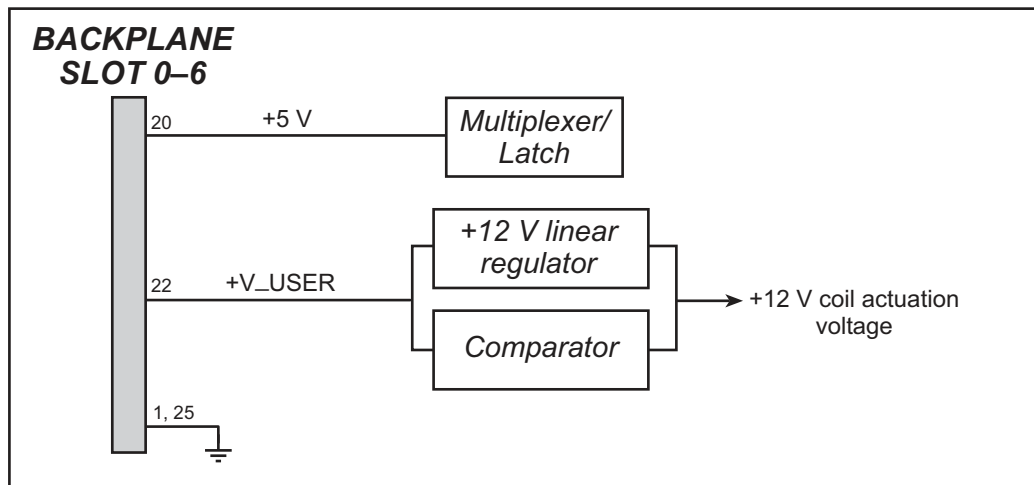 BACKPLANE
SLOT 0–6
20
+5 V
Multiplexer/
Latch
+12 V linear
regulator
22
+V_USER
+12 V coil actuation
voltage
Comparator
1, 25